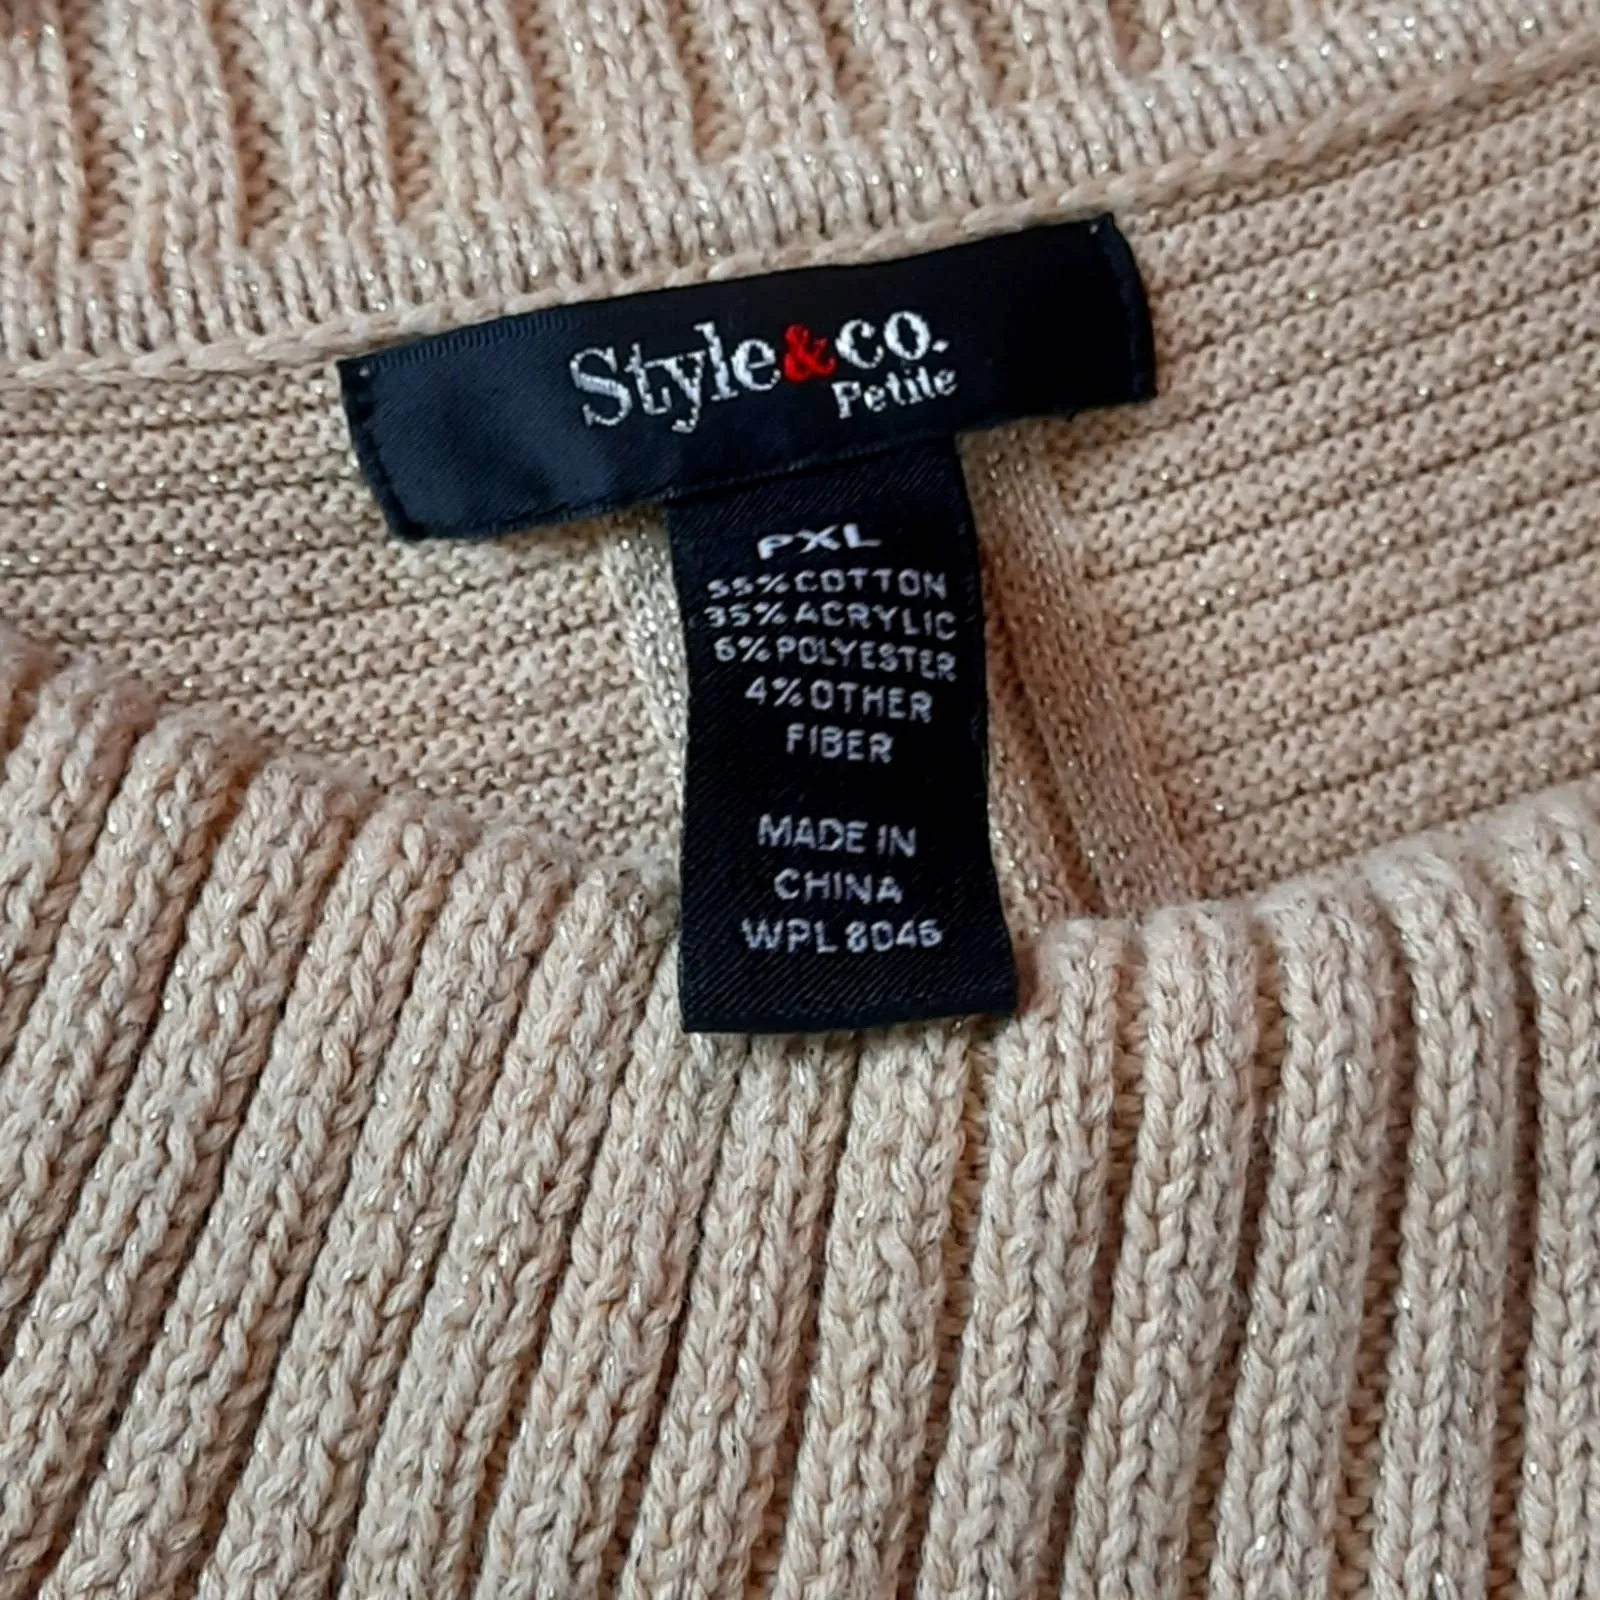 Style&co.
Petite
PXL
55%COTTON
35%ACRYLIC
6%POLYESTER
4%OTHER
FIBER
MADE IN
CHINA
WPL 8046